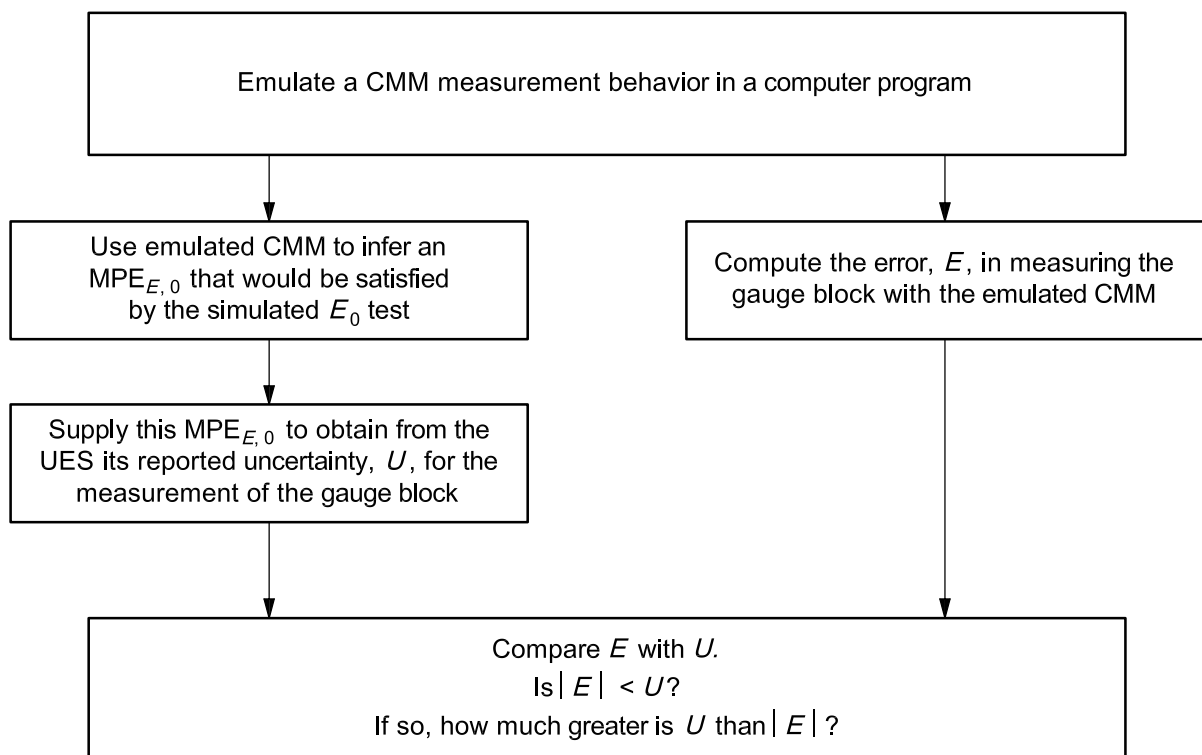 Emulate a CMM measurement behavior in a computer program
Use emulated CMM to infer an
MPE_{E, 0} that would be satisfied
by the simulated E_0 test
Supply this MPE_{E, 0} to obtain from the
UES its reported uncertainty, U, for the
measurement of the gauge block
Compute the error, E, in measuring the
gauge block with the emulated CMM
Compare E with U.
Is |E| < U?
If so, how much greater is U than |E|?